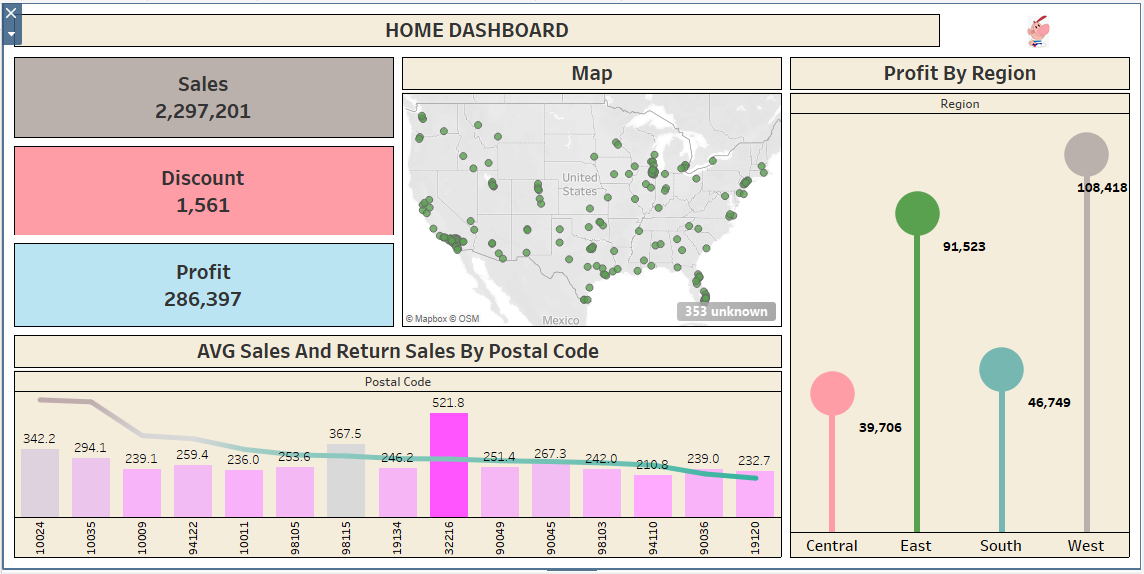 HOME DASHBOARD
Sales
2,297,201
Discount
1,561
Profit
286,397
Map
United
States
Mexico
© Mapbox © OSM
353 unknown
Profit By Region
Region
108,418
91,523
46,749
39,706
Central East South West
AVG Sales And Return Sales By Postal Code
Postal Code
342.2 294.1 239.1 259.4 236.0 253.6 367.5 246.2 521.8 251.4 267.3 242.0 210.8 239.0 232.7
10024 10035 10009 94122 10011 98105 98115 19134 32216 90049 90045 98103 94110 90036 19120